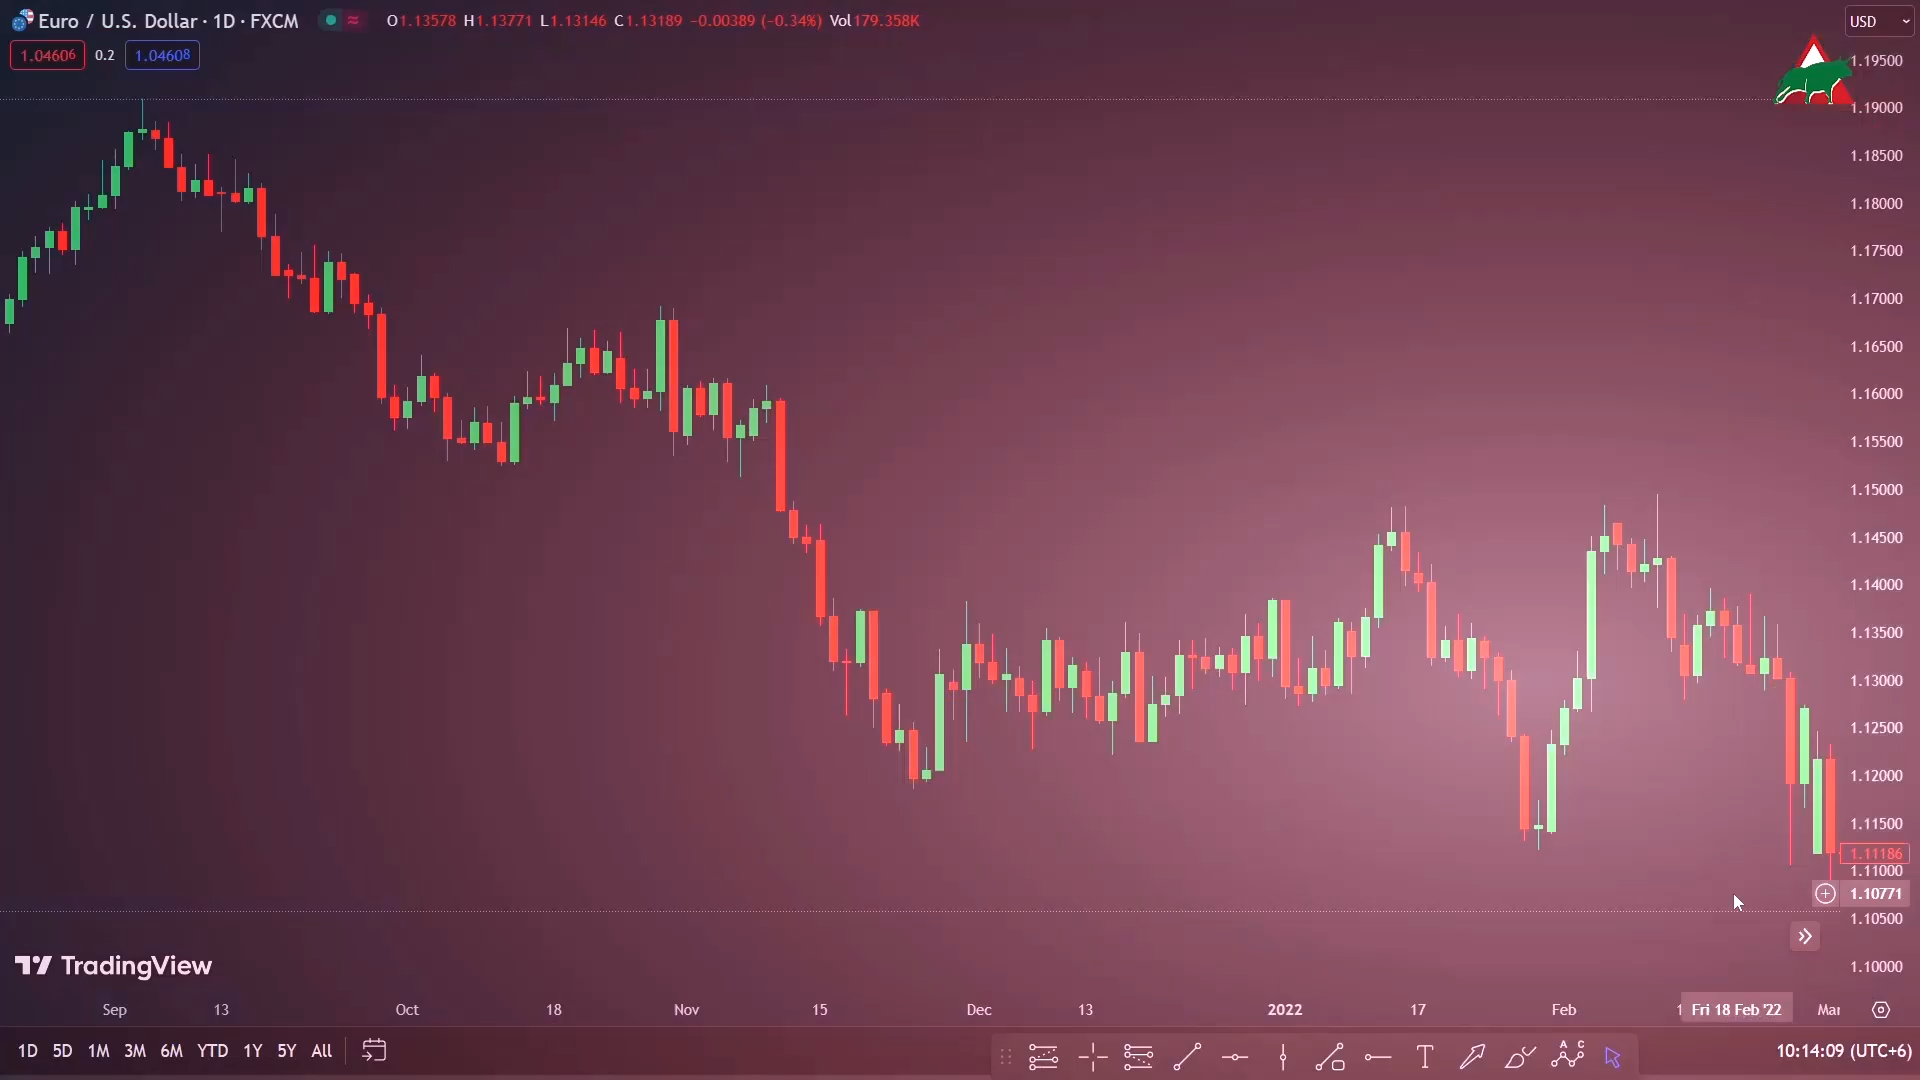 Euro / U.S. Dollar · 1D · FXCM O1.13578 H1.13771 L1.13146 C1.13189 −0.00389 (−0.34%) Vol179.358K
USD
1.04606 0.2 1.04608
1.19500
1.19000
1.18500
1.18000
1.17500
1.17000
1.16500
1.16000
1.15500
1.15000
1.14500
1.14000
1.13500
1.13000
1.12500
1.12000
1.11500
1.11186
1.11000
1.10771
1.10500
1.10000
TradingView
Sep 13 Oct 18 Nov 15 Dec 13 2022 17 Feb 1 Fri 18 Feb '22 Mar
1D 5D 1M 3M 6M YTD 1Y 5Y All
T
A C
10:14:09 (UTC+6)